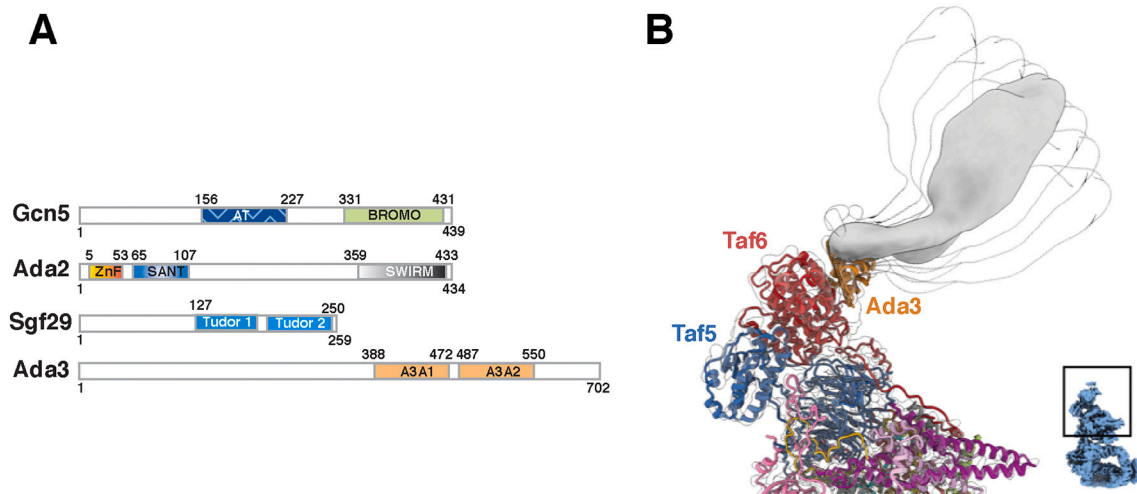 A
B
156 227 331 431
Gcn5 AT BROMO
1 439
5 53 65 107 359 433
Ada2 ZnF SANT SWIRM
1 434
127 250
Sgf29 Tudor 1 Tudor 2
1 259
388 472 487 550
Ada3 A3A1 A3A2
1 702
Taf6
Ada3
Taf5